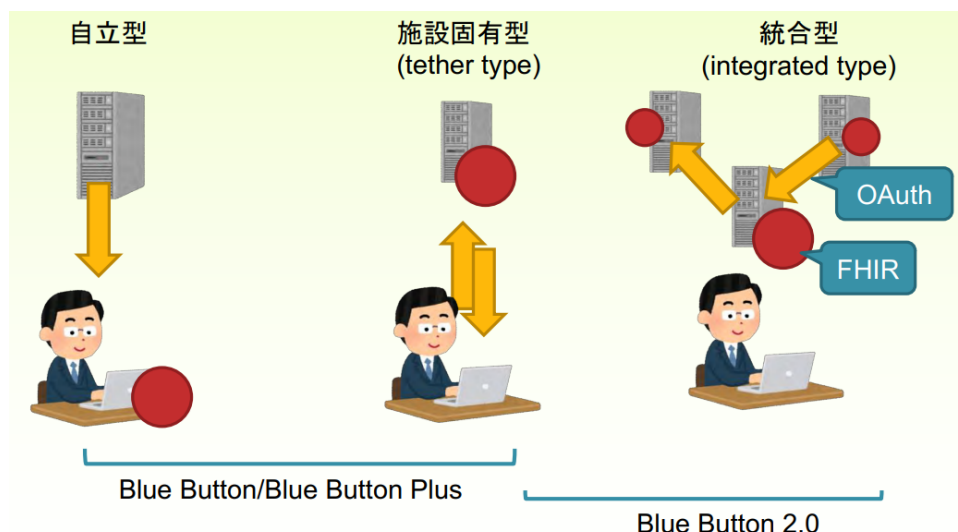 自立型
施設固有型
(tether type)
統合型
(integrated type)
OAuth
FHIR
Blue Button/Blue Button Plus
Blue Button 2.0